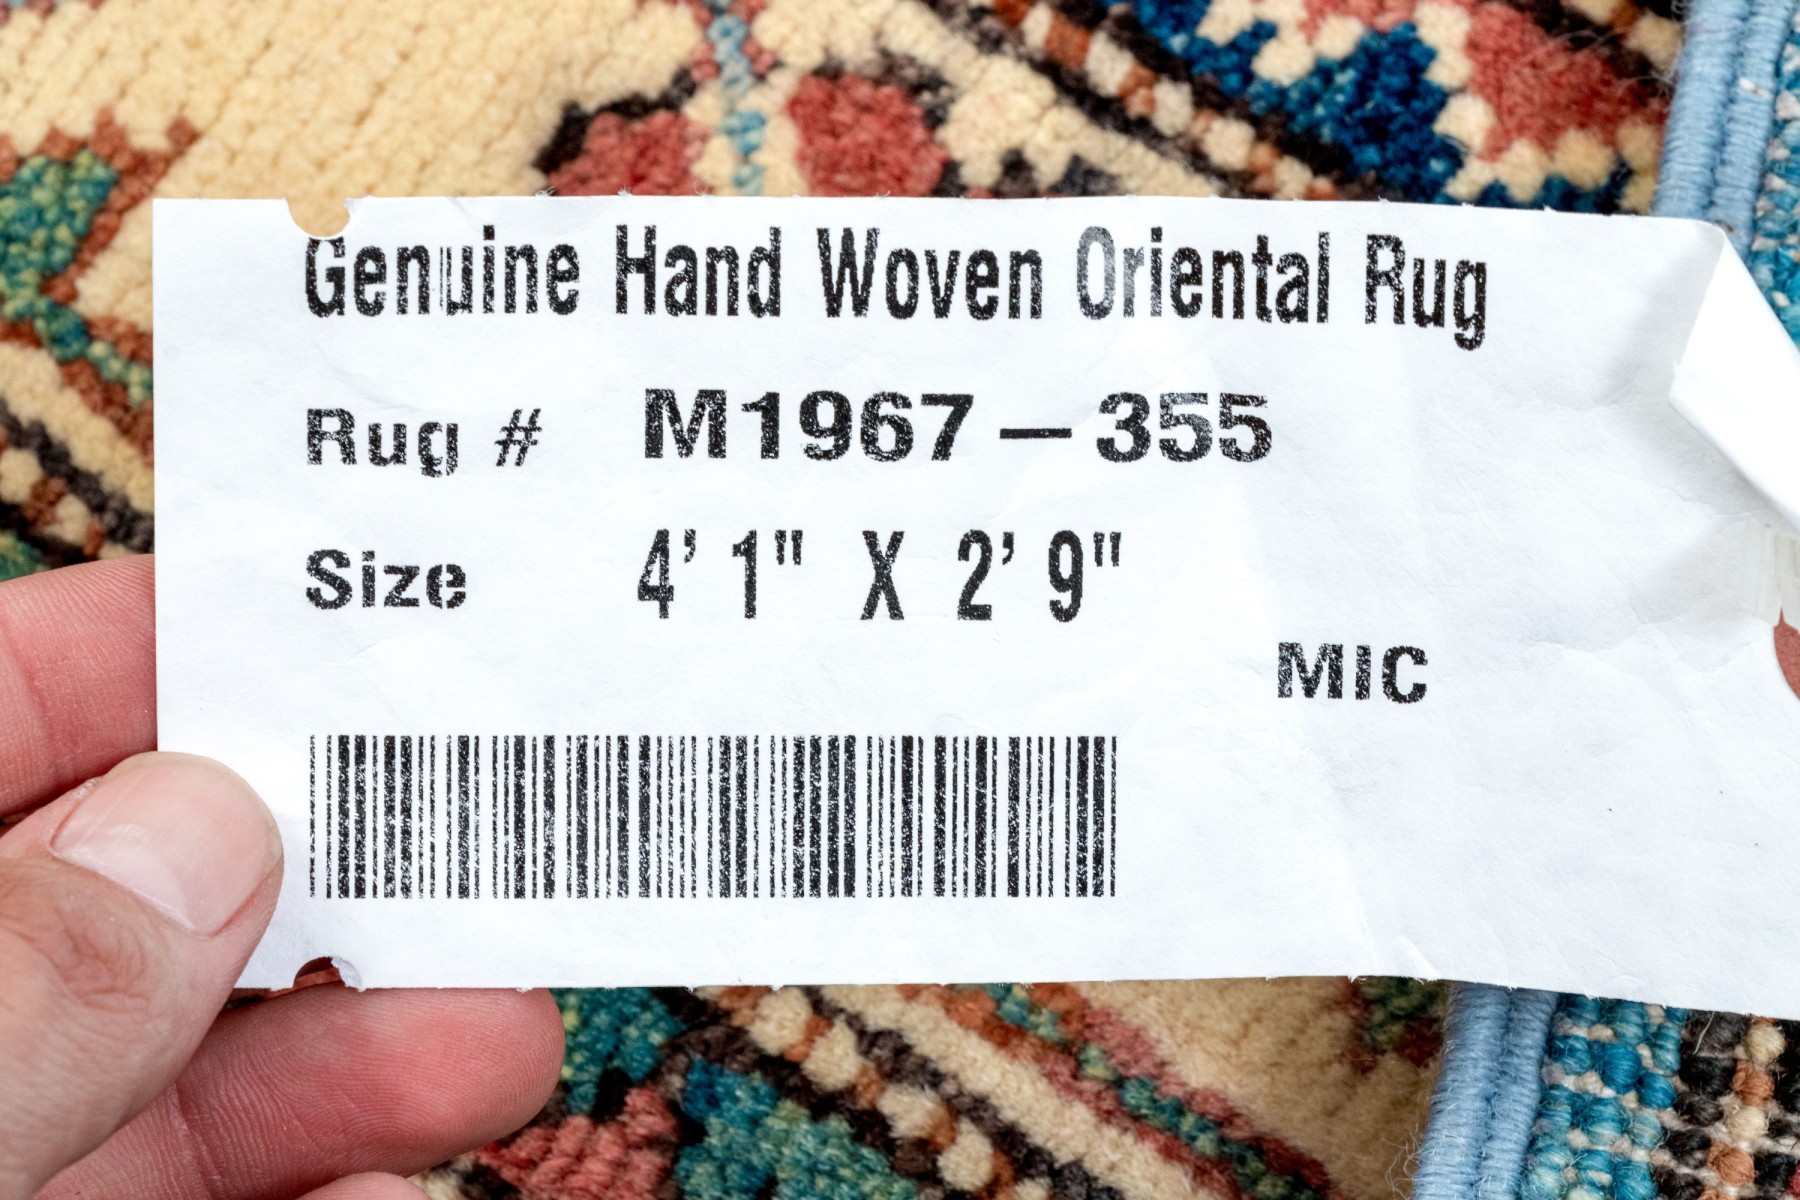 Genuine Hand Woven Oriental Rug
Rug # M1967-355
Size 4' 1" X 2' 9"
MIC